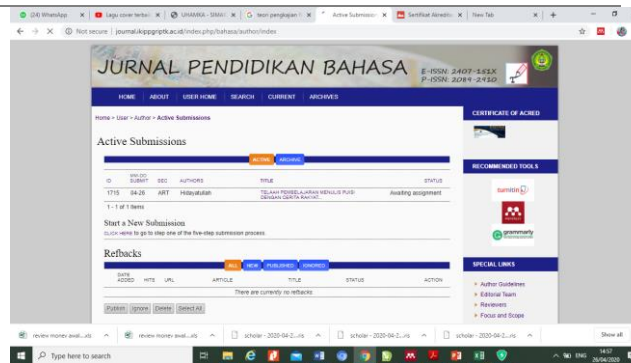 (24) WhatsApp
Lagu cover terbaik
UHAMKA - SIMAK
teori pengkajian
Active Submissions
Sertifikat Akredita
New Tab
Not secure | journal.ikippgriptk.ac.id/index.php/bahasa/author/index
JURNAL PENDIDIKAN BAHASA
E-ISSN: 2407-151X
P-ISSN: 2089-2950
HOME ABOUT USER HOME SEARCH CURRENT ARCHIVES
Home > User > Author > Active Submissions
Active Submissions
ACTIVE ARCHIVE
ID MM-DD SUBMIT SEC AUTHORS TITLE STATUS
1715 04-26 ART Hidayatullah TELAAH PEMBELAJARAN MENULIS PUISI DENGAN CERITA RAKYAT... Awaiting assignment
1 - 1 of 1 Items
Start a New Submission
CLICK HERE to go to step one of the five-step submission process.
Refbacks
ALL NEW PUBLISHED IGNORED
DATE ADDED HITS URL ARTICLE TITLE STATUS ACTION
There are currently no refbacks.
Publish Ignore Delete Select All
CERTIFICATE OF ACRED
RECOMMENDED TOOLS
turnitin
MENDELEY
grammarly
SPECIAL LINKS
Author Guidelines
Editorial Team
Reviewers
Focus and Scope
review monev awal....xls
review monev awal....xls
scholar - 2020-04-2....ris
scholar - 2020-04-2....ris
scholar - 2020-04-2....ris
Show all
Type here to search
ENG
14:57
26/04/2020